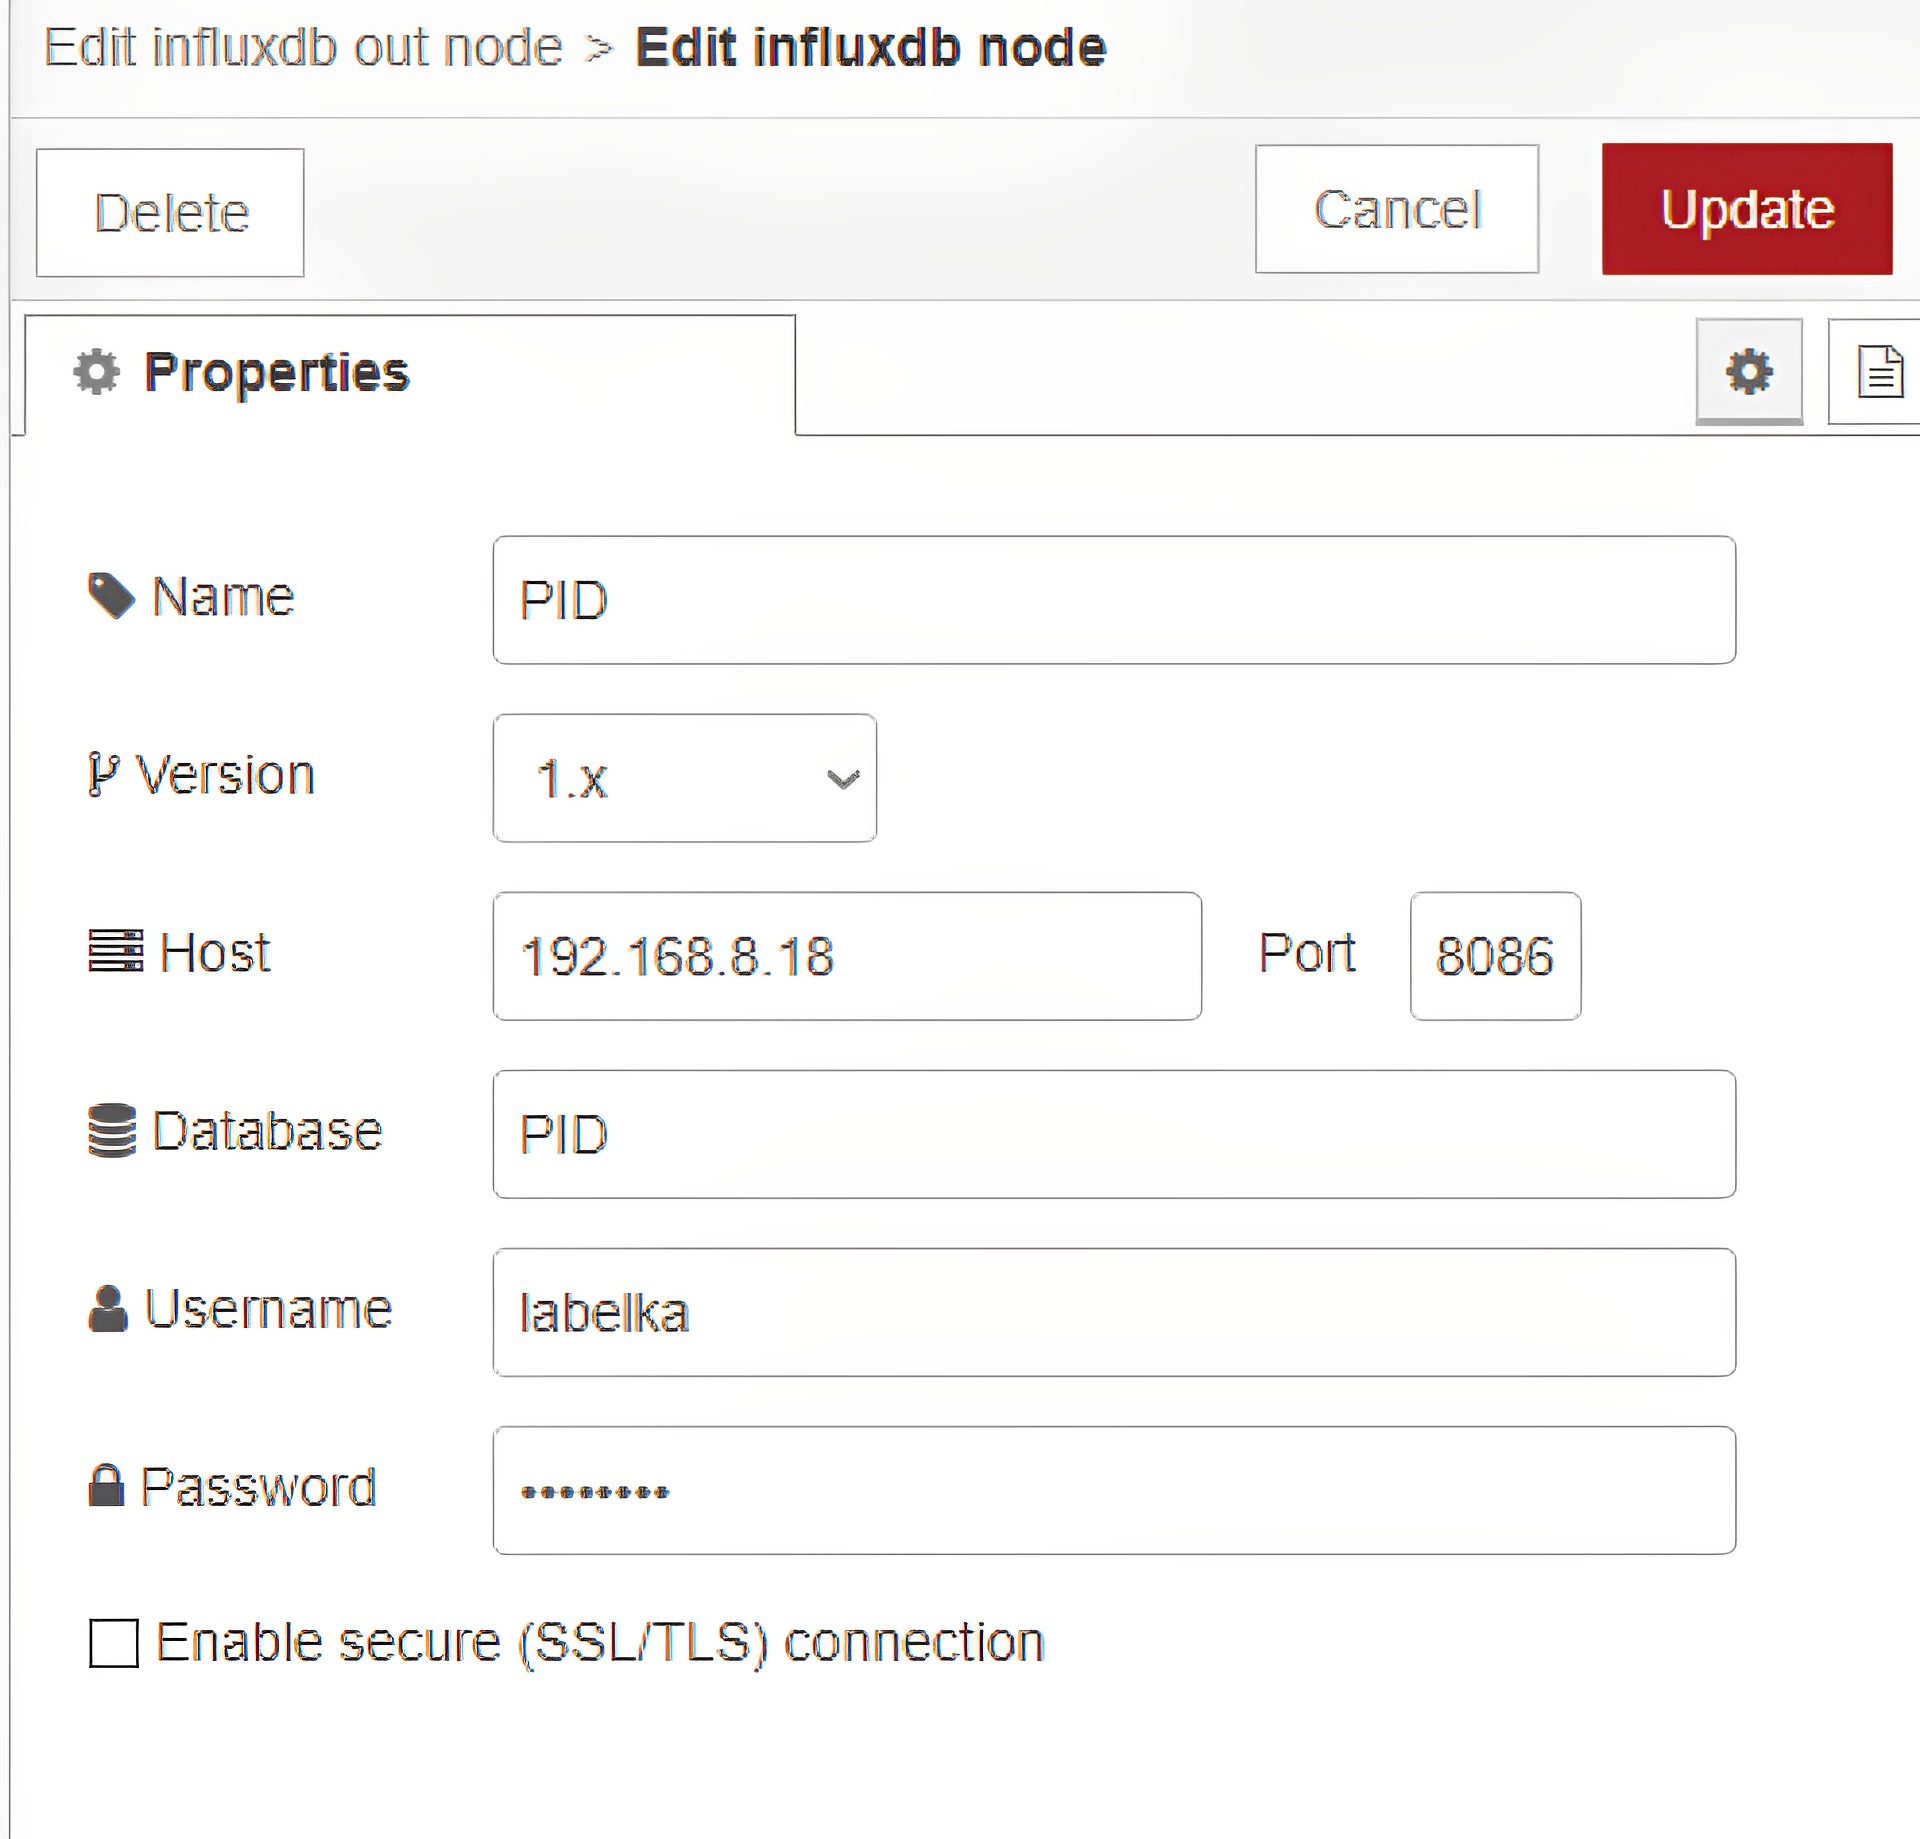 Edit influxdb out node > Edit influxdb node
Delete Cancel Update
Properties
Name PID
Version 1.x
Host 192.168.8.18 Port 8086
Database PID
Username labelka
Password ••••••••
Enable secure (SSL/TLS) connection